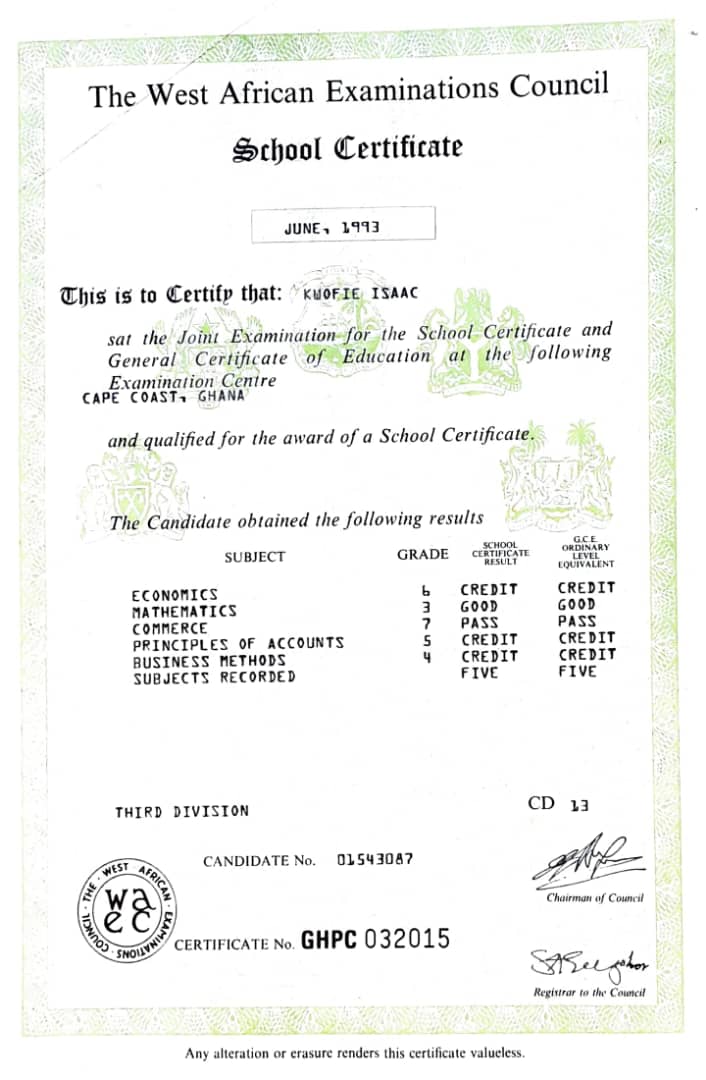 The West African Examinations Council
School Certificate
JUNE, 1993
This is to Certify that: KWOFIE ISAAC
sat the Joint Examination for the School Certificate and
General Certificate of Education at the following
Examination Centre
CAPE COAST, GHANA
and qualified for the award of a School Certificate.
The Candidate obtained the following results
SUBJECT GRADE SCHOOL CERTIFICATE RESULT G.C.E. ORDINARY LEVEL EQUIVALENT
ECONOMICS 6 CREDIT CREDIT
MATHEMATICS 3 GOOD GOOD
COMMERCE 7 PASS PASS
PRINCIPLES OF ACCOUNTS 5 CREDIT CREDIT
BUSINESS METHODS 4 CREDIT CREDIT
SUBJECTS RECORDED FIVE FIVE
THIRD DIVISION CD 13
CANDIDATE No. 01543087
Chairman of Council
THE WEST AFRICAN EXAMINATIONS COUNCIL
wa
ec
CERTIFICATE No. GHPC 032015
Registrar to the Council
Any alteration or erasure renders this certificate valueless.